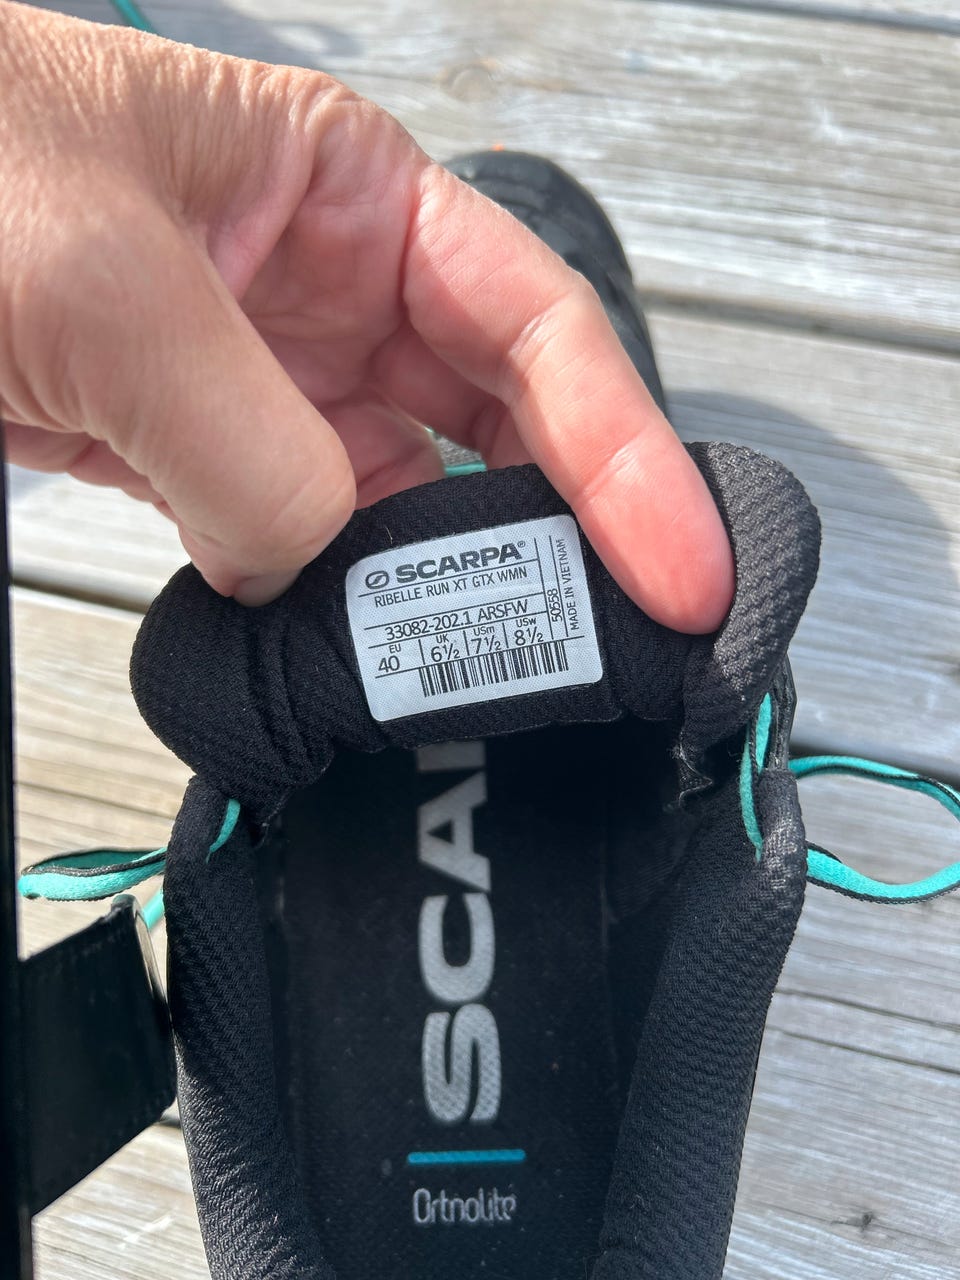 SCARPA®
RIBELLE RUN XT GTX WMN
33082-202.1 ARSFW
EU UK USm USw
40 6½ 7½ 8½
50558
MADE IN VIETNAM
SCAR
Ortholite